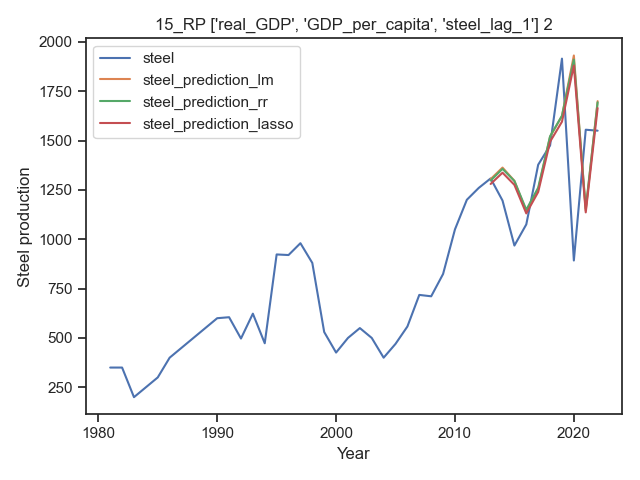 15_RP ['real_GDP', 'GDP_per_capita', 'steel_lag_1'] 2
steel
steel_prediction_lm
steel_prediction_rr
steel_prediction_lasso
Steel production
2000
1750
1500
1250
1000
750
500
250
1980
1990
2000
2010
2020
Year